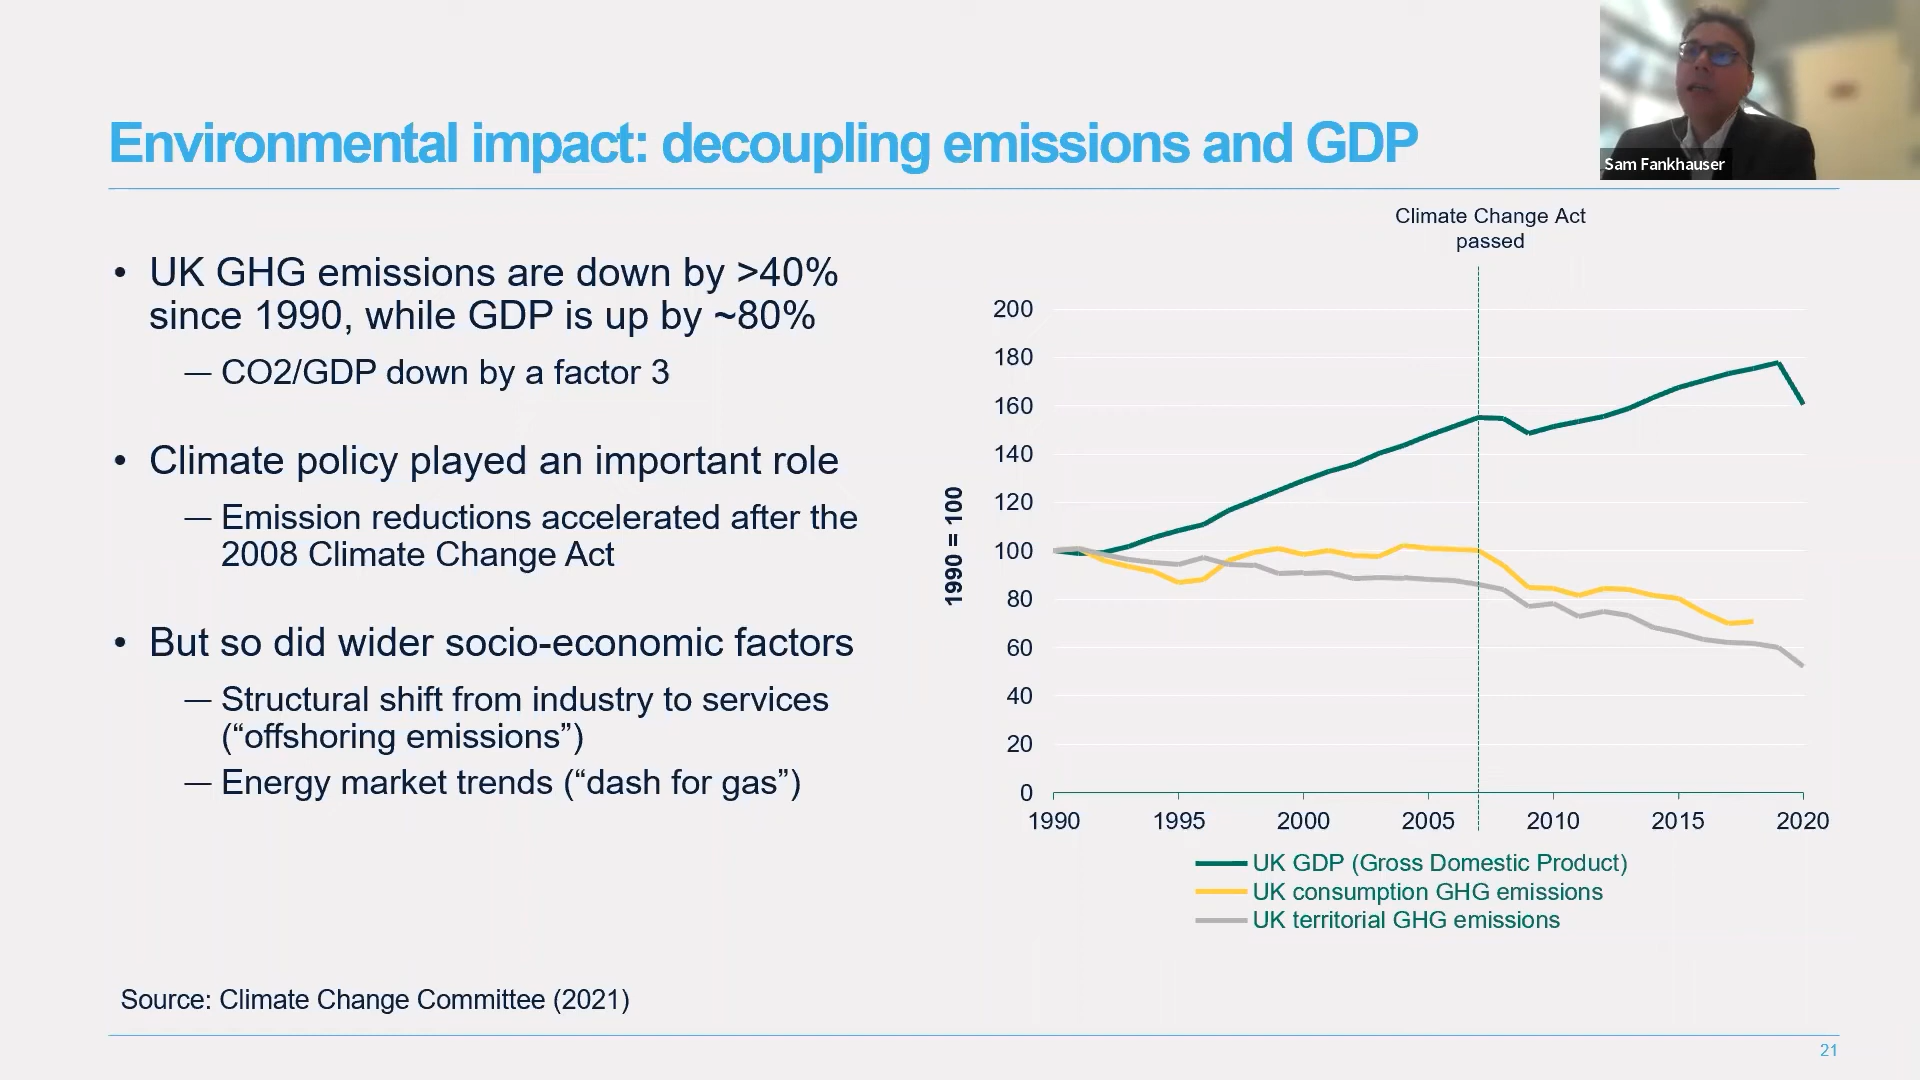 Sam Fankhauser
Environmental impact: decoupling emissions and GDP
• UK GHG emissions are down by >40%
since 1990, while GDP is up by ~80%
— CO2/GDP down by a factor 3
• Climate policy played an important role
— Emission reductions accelerated after the
2008 Climate Change Act
• But so did wider socio-economic factors
— Structural shift from industry to services
(“offshoring emissions”)
— Energy market trends (“dash for gas”)
Climate Change Act
passed
1990 = 100
200
180
160
140
120
100
80
60
40
20
0
1990 1995 2000 2005 2010 2015 2020
UK GDP (Gross Domestic Product)
UK consumption GHG emissions
UK territorial GHG emissions
Source: Climate Change Committee (2021)
21